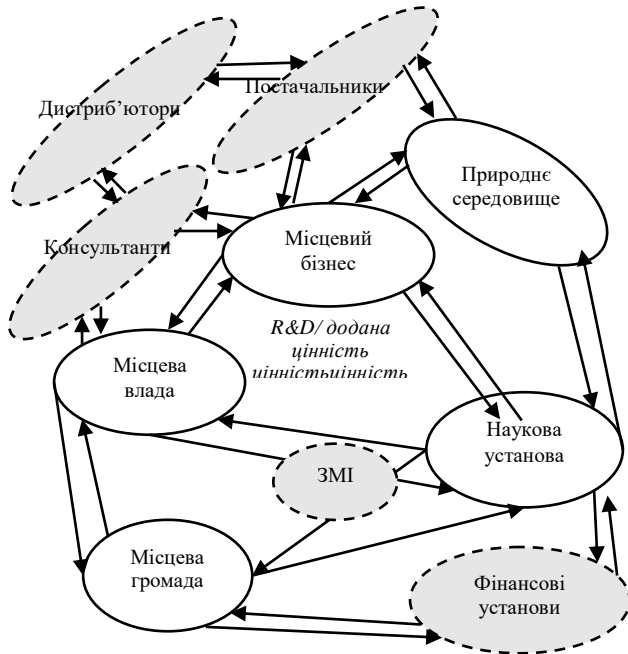 Постачальники
Дистриб’ютори
Природнє
середовище
Консультанти
Місцевий
бізнес
R&D/ додана
цінність
цінністьцінність
Місцева
влада
Наукова
установа
ЗМІ
Місцева
громада
Фінансові
установи